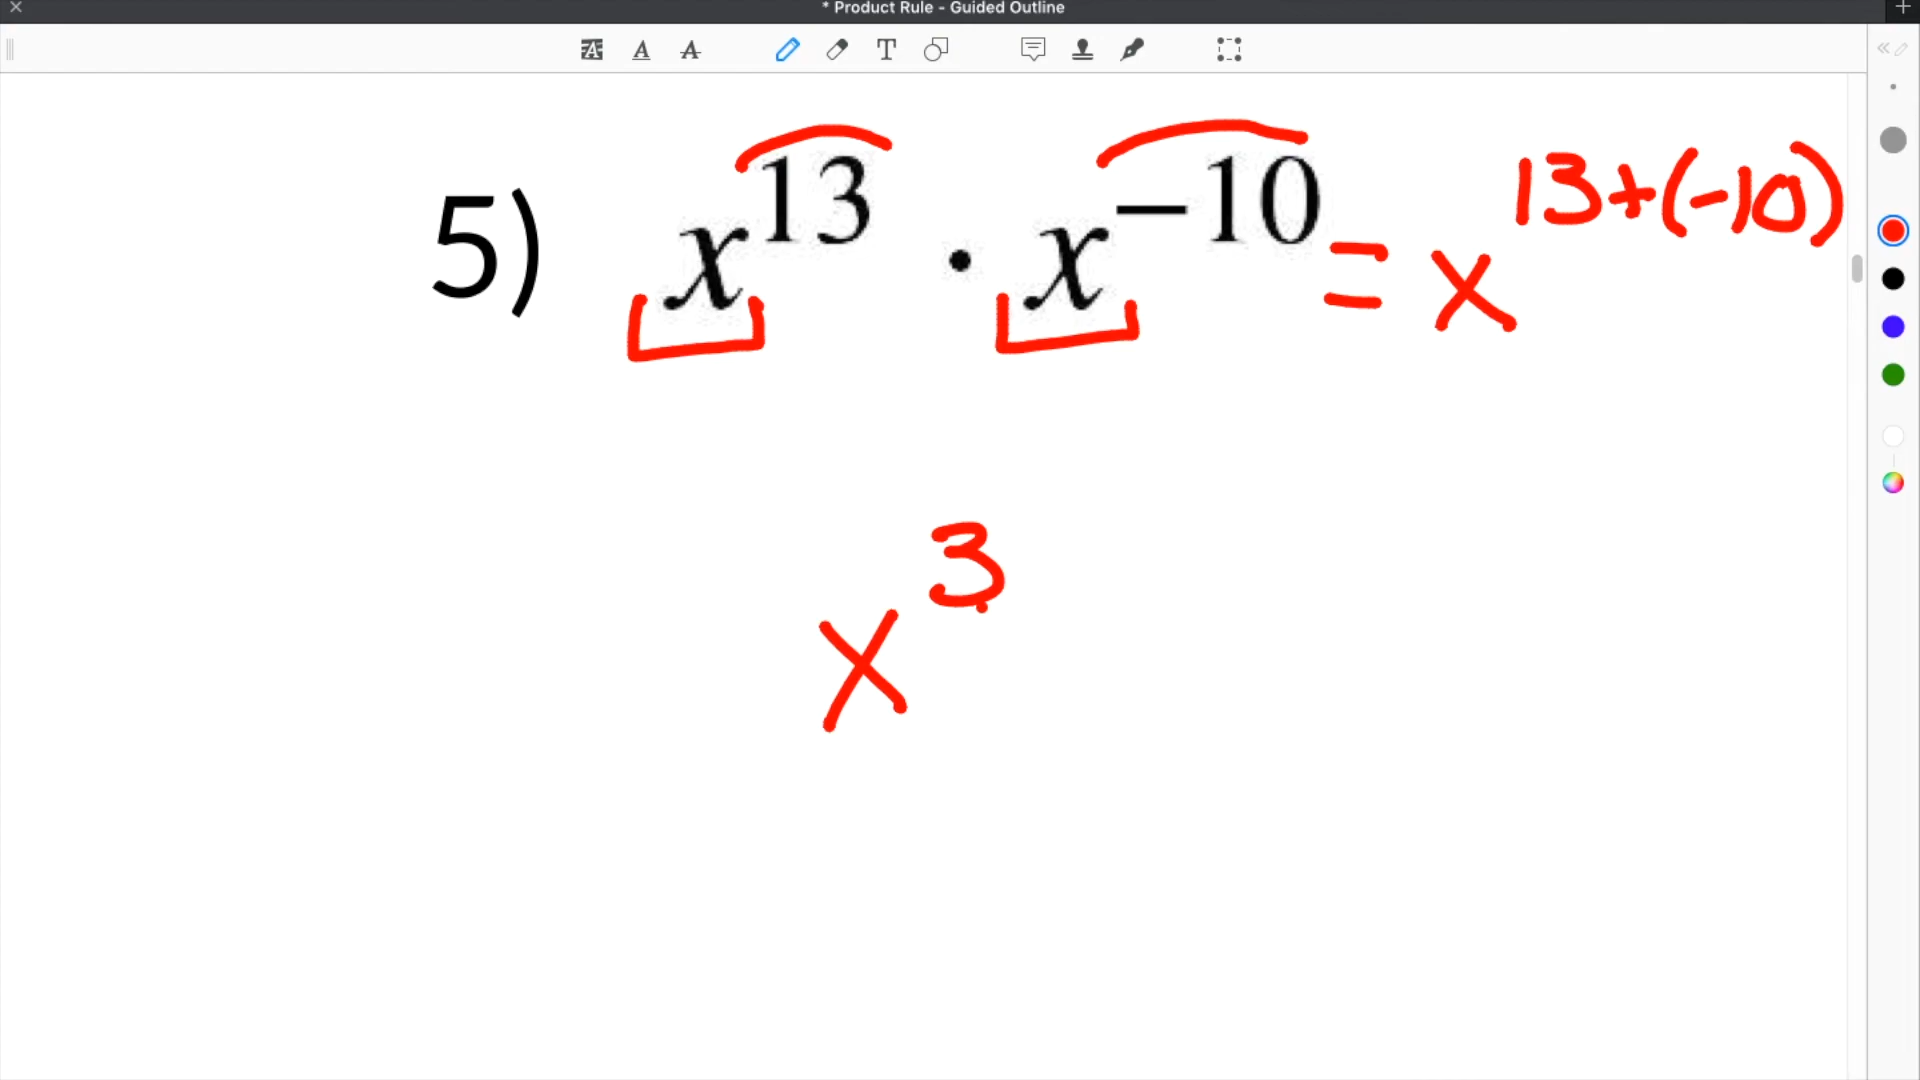 * Product Rule - Guided Outline
5) x^13 · x^−10 = x^13+(-10)
x^3